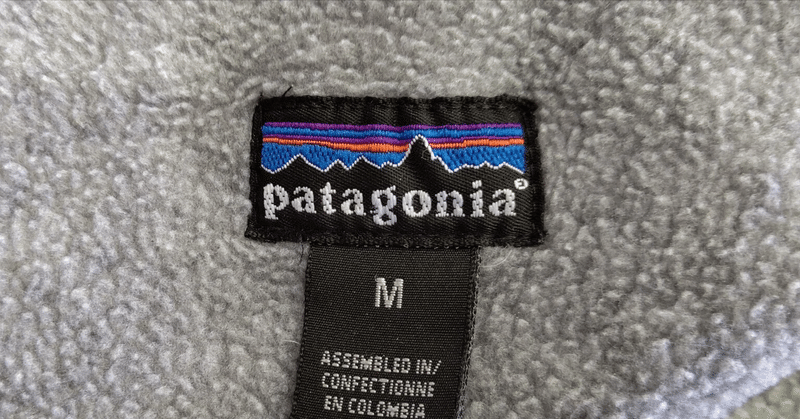 patagonia®
M
ASSEMBLED IN/
CONFECTIONNE
EN COLOMBIA